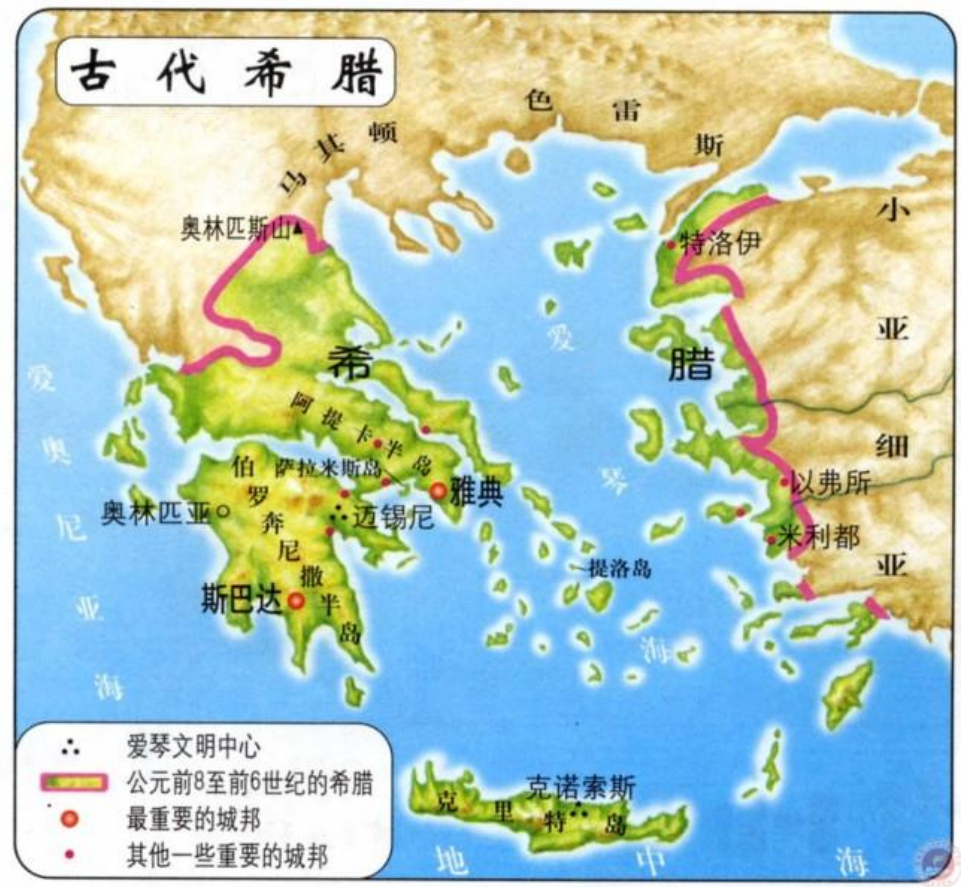 古代希腊
色雷斯
马其顿
奥林匹斯山
特洛伊
小亚细亚
希腊
爱琴海
爱奥尼亚海
阿提卡半岛
伯罗奔尼撒半岛
萨拉米斯岛
雅典
奥林匹亚
迈锡尼
以弗所
米利都
提洛岛
斯巴达
克诺索斯
克里特岛
地中海
爱琴文明中心
公元前8至前6世纪的希腊
最重要的城邦
其他一些重要的城邦